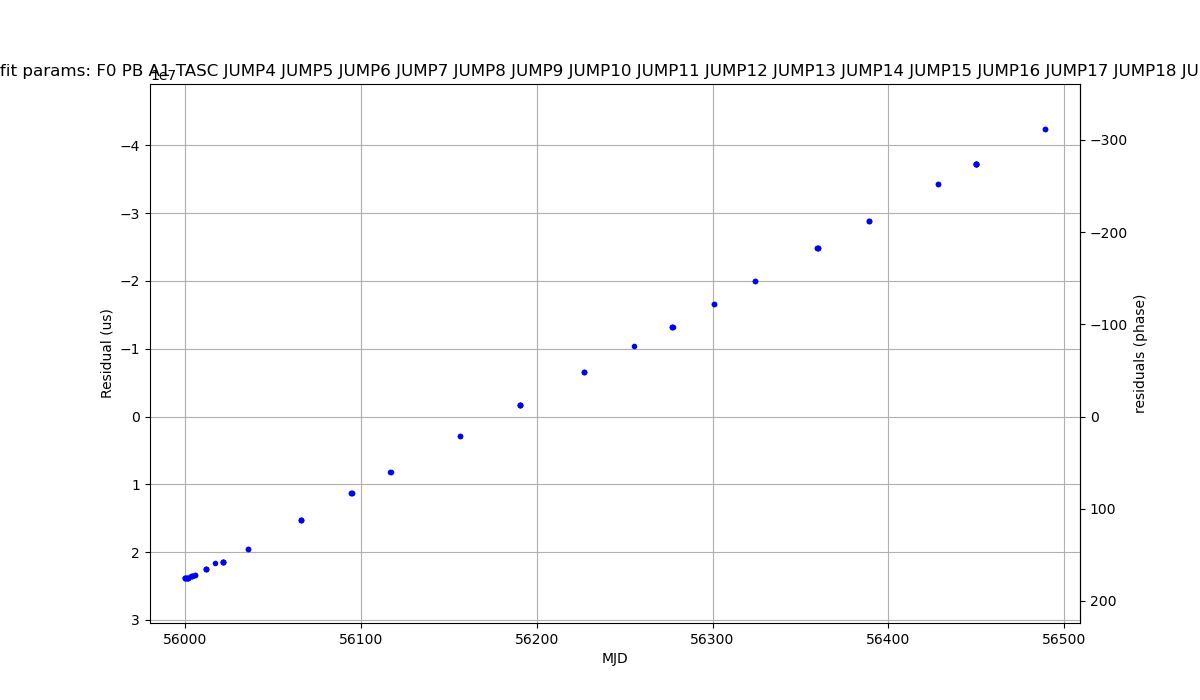 fit params: F0 PB A1 TASC JUMP4 JUMP5 JUMP6 JUMP7 JUMP8 JUMP9 JUMP10 JUMP11 JUMP12 JUMP13 JUMP14 JUMP15 JUMP16 JUMP17 JUMP18 JU
1e7
−4
−300
−3
−200
−2
−100
−1
Residual (us)
residuals (phase)
0
0
1
100
2
200
3
56000 56100 56200 56300 56400 56500
MJD